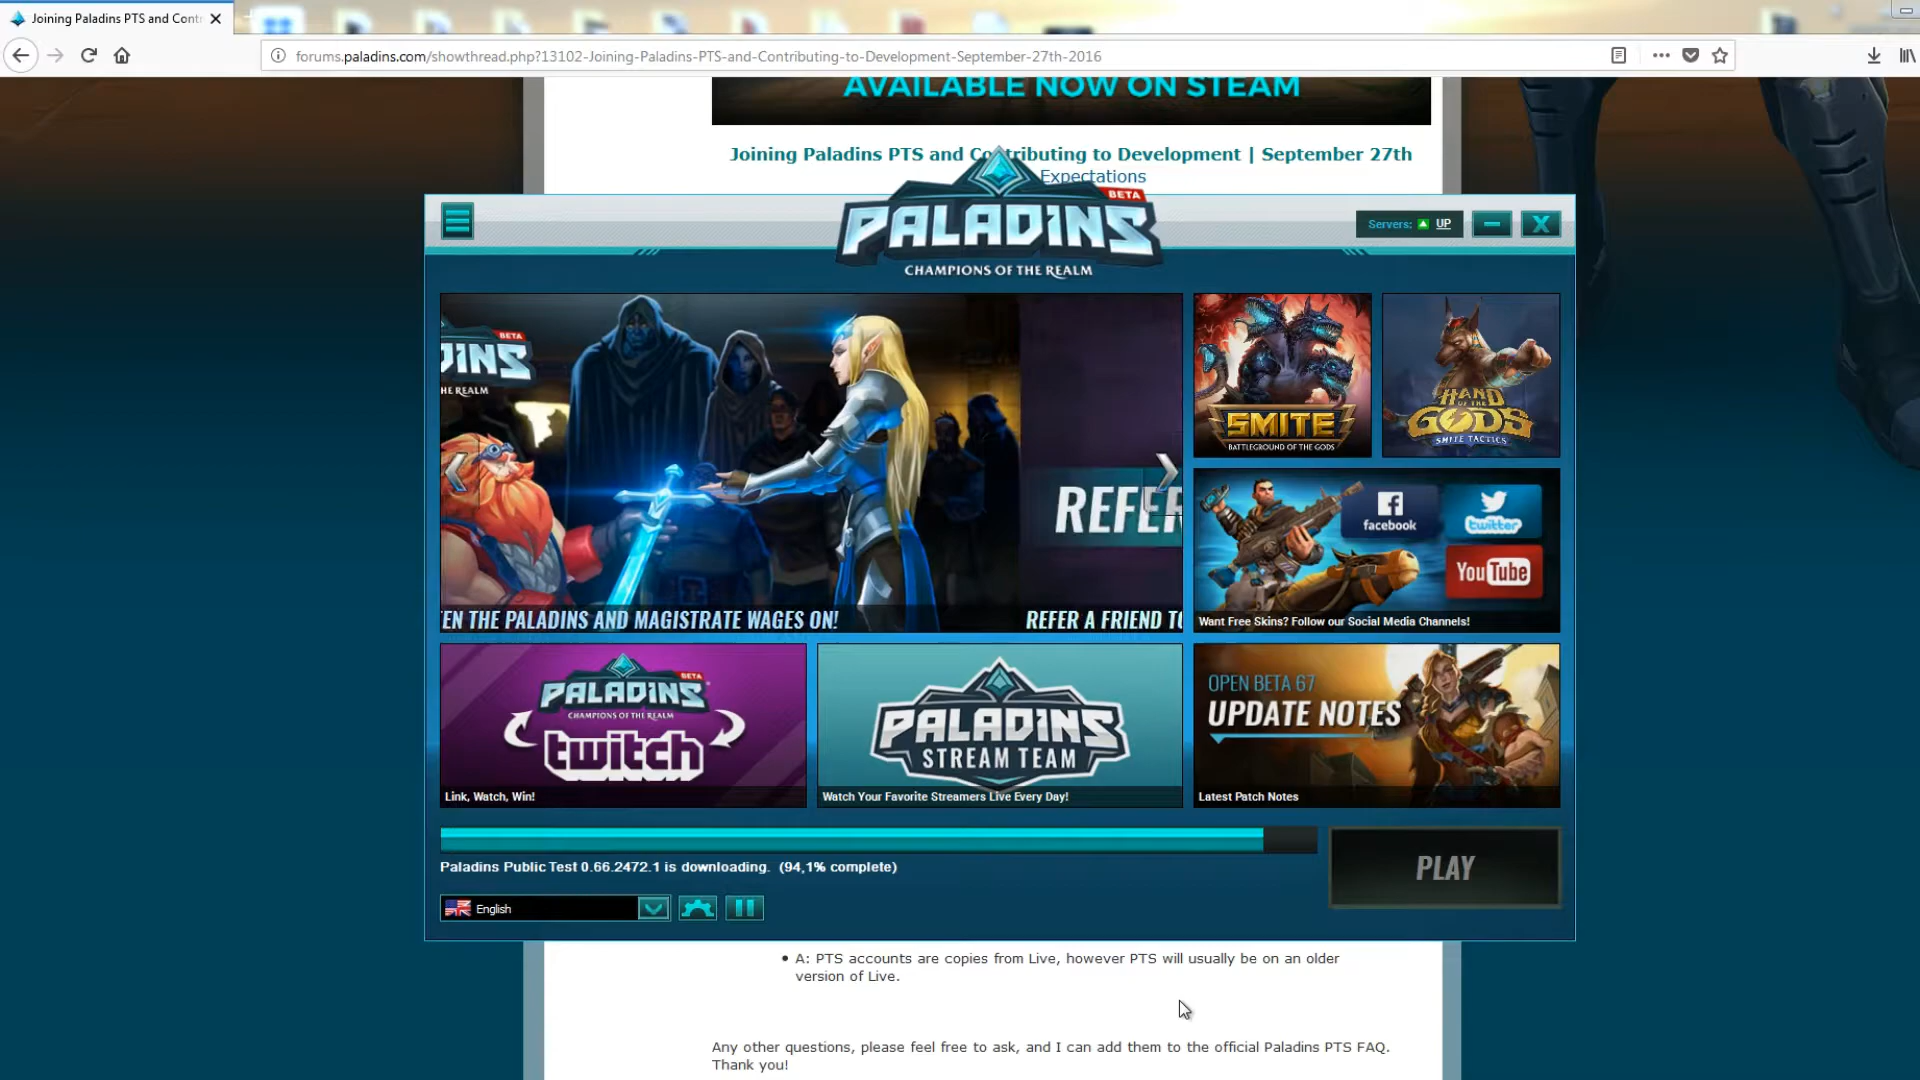 Joining Paladins PTS and Contr
forums.paladins.com/showthread.php?13102-Joining-Paladins-PTS-and-Contributing-to-Development-September-27th-2016
AVAILABLE NOW ON STEAM
Joining Paladins PTS and Contributing to Development | September 27th
Expectations
BETA
PALADINS
CHAMPIONS OF THE REALM
Servers: UP
X
BETA
DINS
HE REALM
REFER
EN THE PALADINS AND MAGISTRATE WAGES ON!
REFER A FRIEND TO
SMITE
BATTLEGROUND OF THE GODS
HAND
OF THE
GODS
SMITE TACTICS
facebook
twitter
YouTube
Want Free Skins? Follow our Social Media Channels!
BETA
PALADINS
CHAMPIONS OF THE REALM
twitch
Link, Watch, Win!
PALADINS
STREAM TEAM
Watch Your Favorite Streamers Live Every Day!
OPEN BETA 67
UPDATE NOTES
Latest Patch Notes
Paladins Public Test 0.66.2472.1 is downloading. (94,1% complete)
PLAY
English
• A: PTS accounts are copies from Live, however PTS will usually be on an older
version of Live.
Any other questions, please feel free to ask, and I can add them to the official Paladins PTS FAQ.
Thank you!